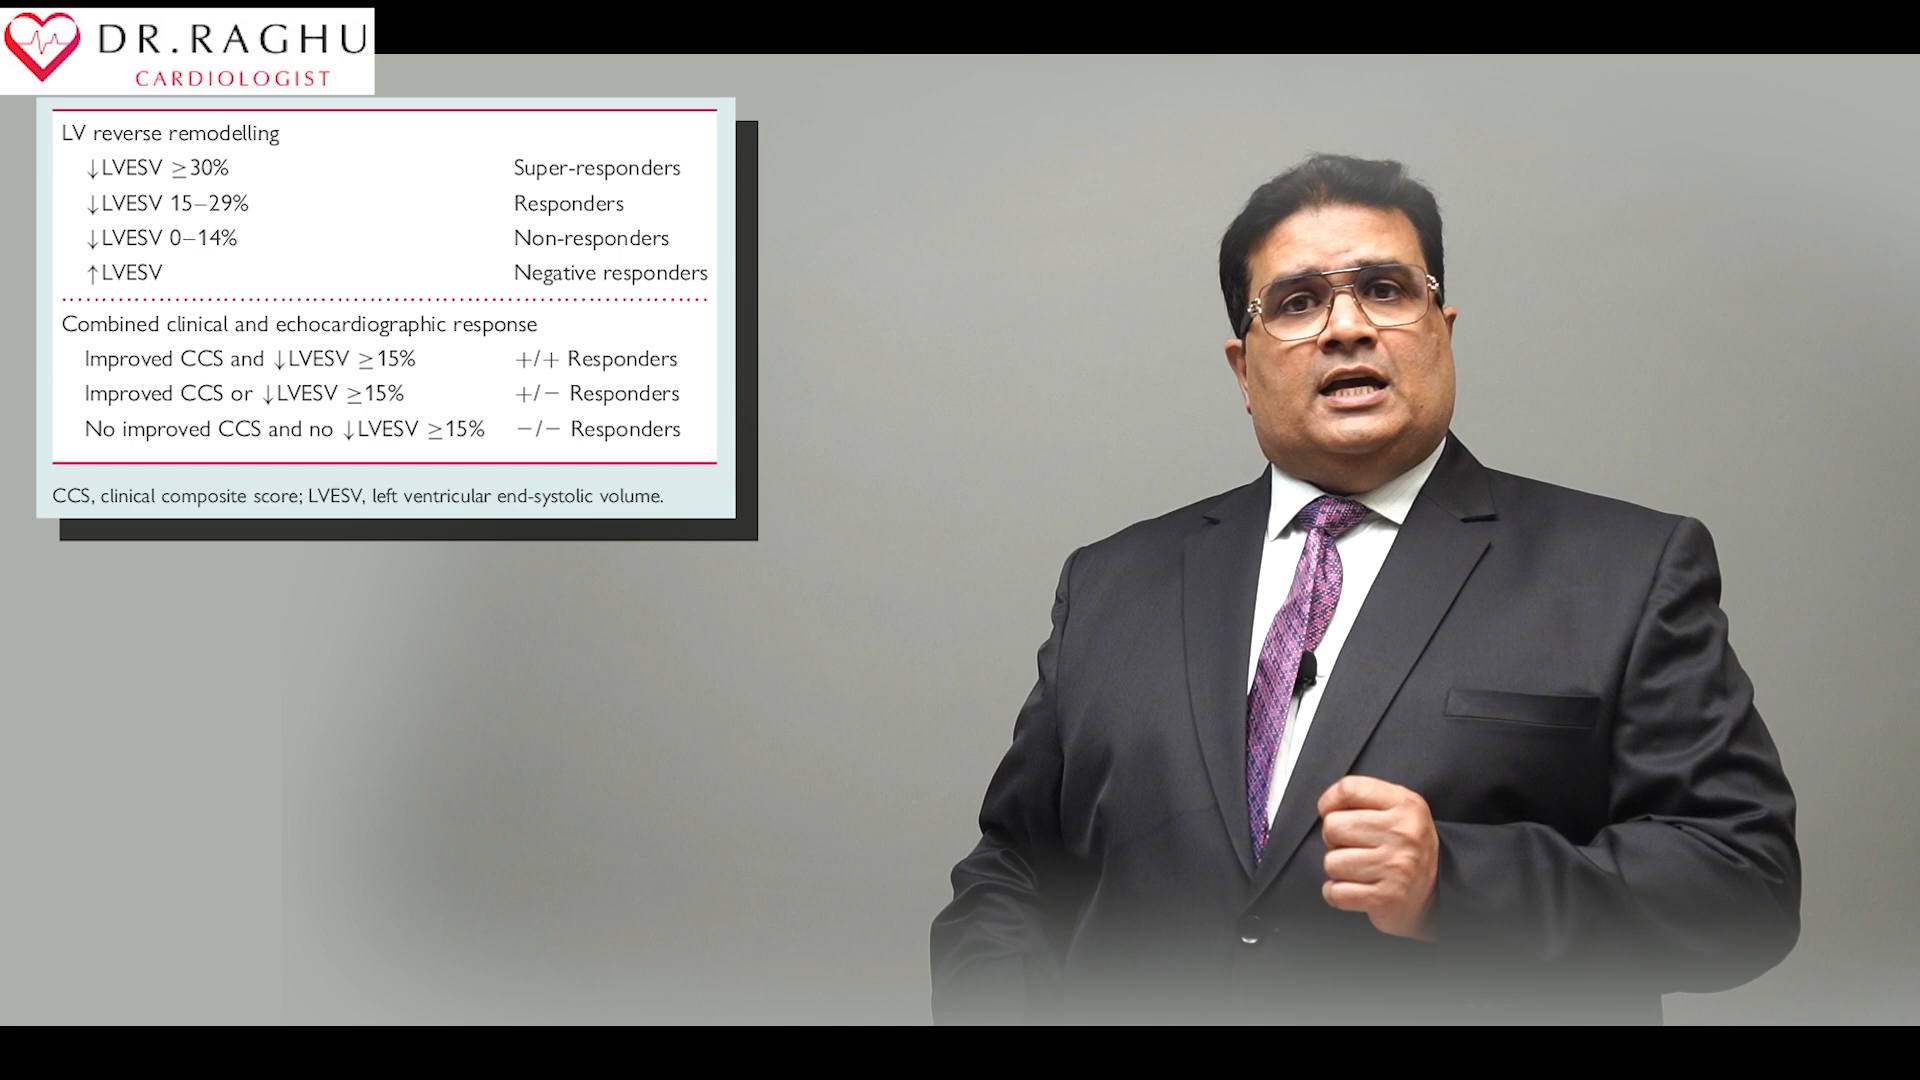 DR.RAGHU
CARDIOLOGIST
LV reverse remodelling
↓LVESV ≥30% Super-responders
↓LVESV 15–29% Responders
↓LVESV 0–14% Non-responders
↑LVESV Negative responders
Combined clinical and echocardiographic response
Improved CCS and ↓LVESV ≥15% +/+ Responders
Improved CCS or ↓LVESV ≥15% +/− Responders
No improved CCS and no ↓LVESV ≥15% −/− Responders
CCS, clinical composite score; LVESV, left ventricular end-systolic volume.